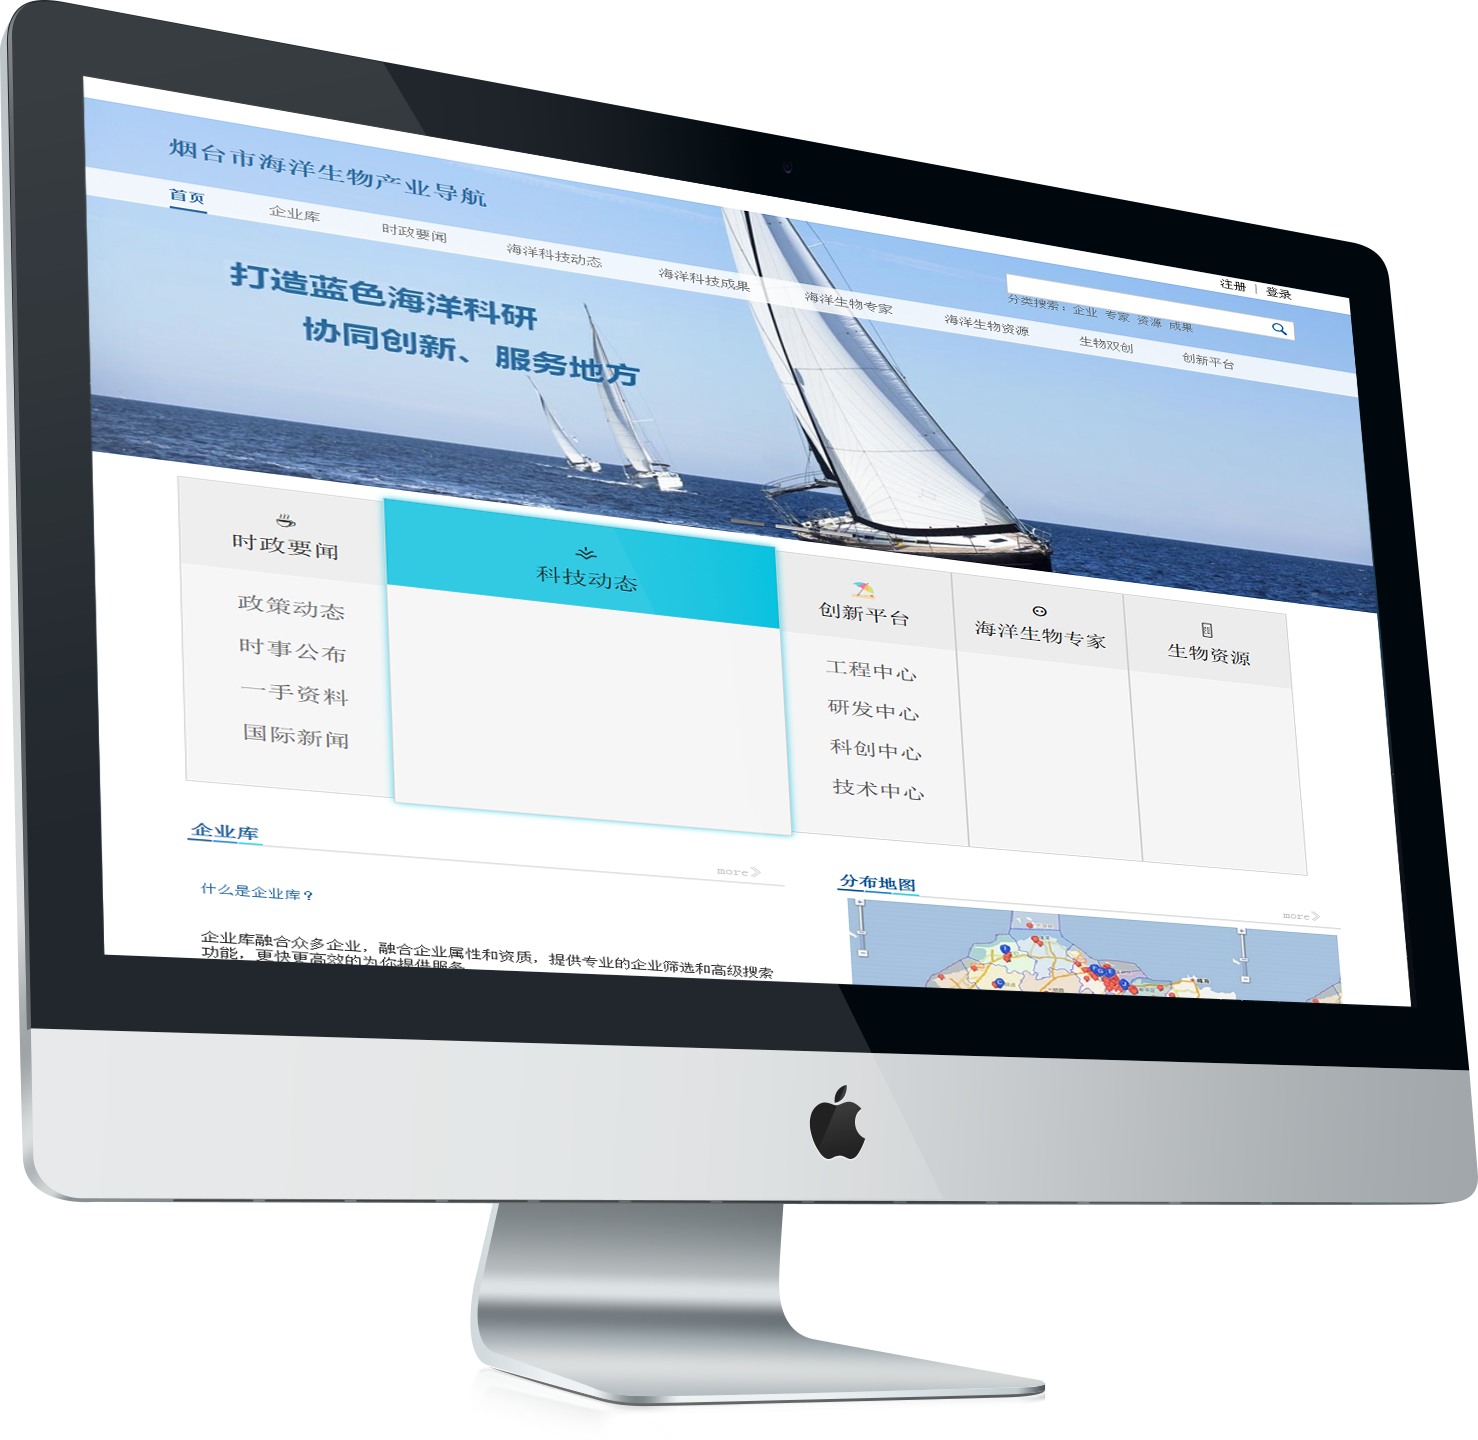 注册 | 登录
烟台市海洋生物产业导航
分类搜索：企业 专家 资源 成果
首页 企业库 时政要闻 海洋科技动态 海洋科技成果 海洋生物专家 海洋生物资源 生物双创 创新平台
打造蓝色海洋科研
协同创新、服务地方
时政要闻
政策动态
时事公布
一手资料
国际新闻
科技动态
创新平台
工程中心
研发中心
科创中心
技术中心
海洋生物专家
生物资源
企业库
more
什么是企业库？
企业库融合众多企业，融合企业属性和资质，提供专业的企业筛选和高级搜索
功能，更快更高效的为你提供服务
分布地图
more